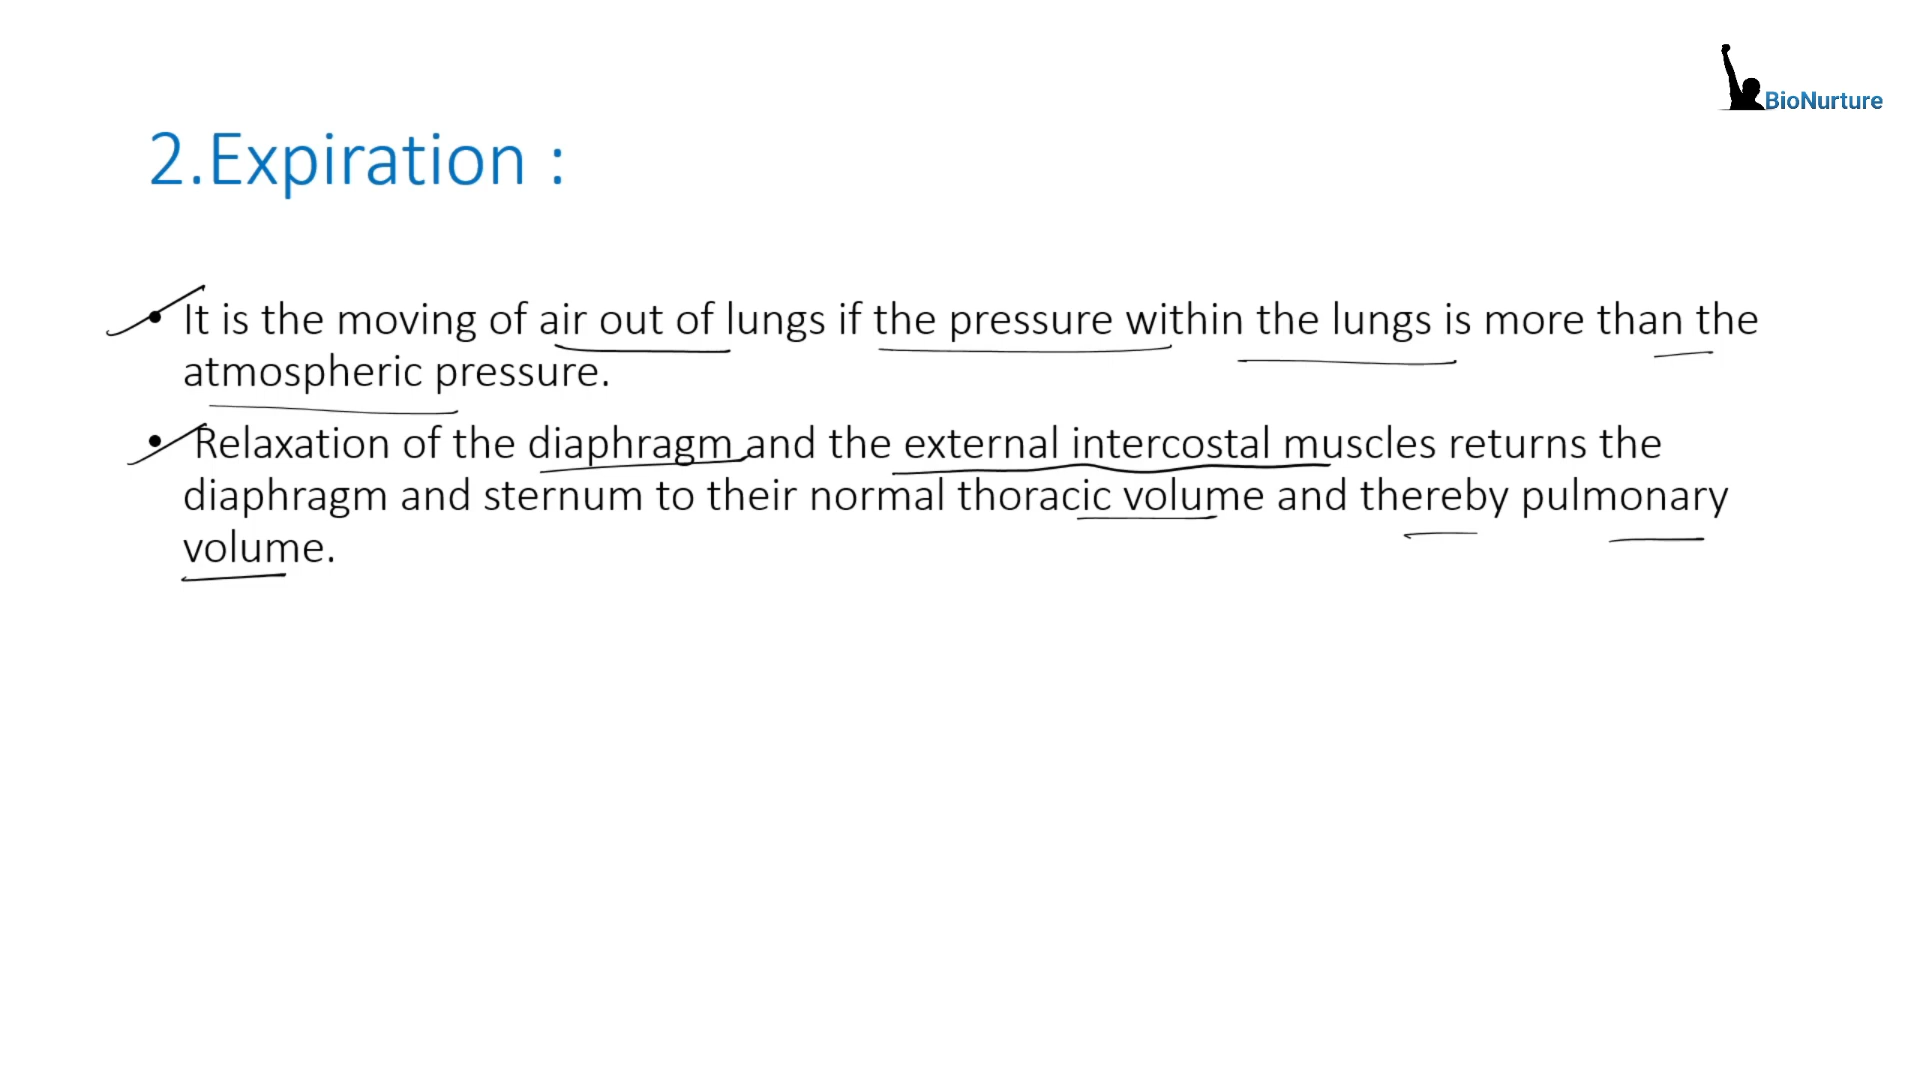 BioNurture
2.Expiration :
• It is the moving of air out of lungs if the pressure within the lungs is more than the
atmospheric pressure.
• Relaxation of the diaphragm and the external intercostal muscles returns the
diaphragm and sternum to their normal thoracic volume and thereby pulmonary
volume.